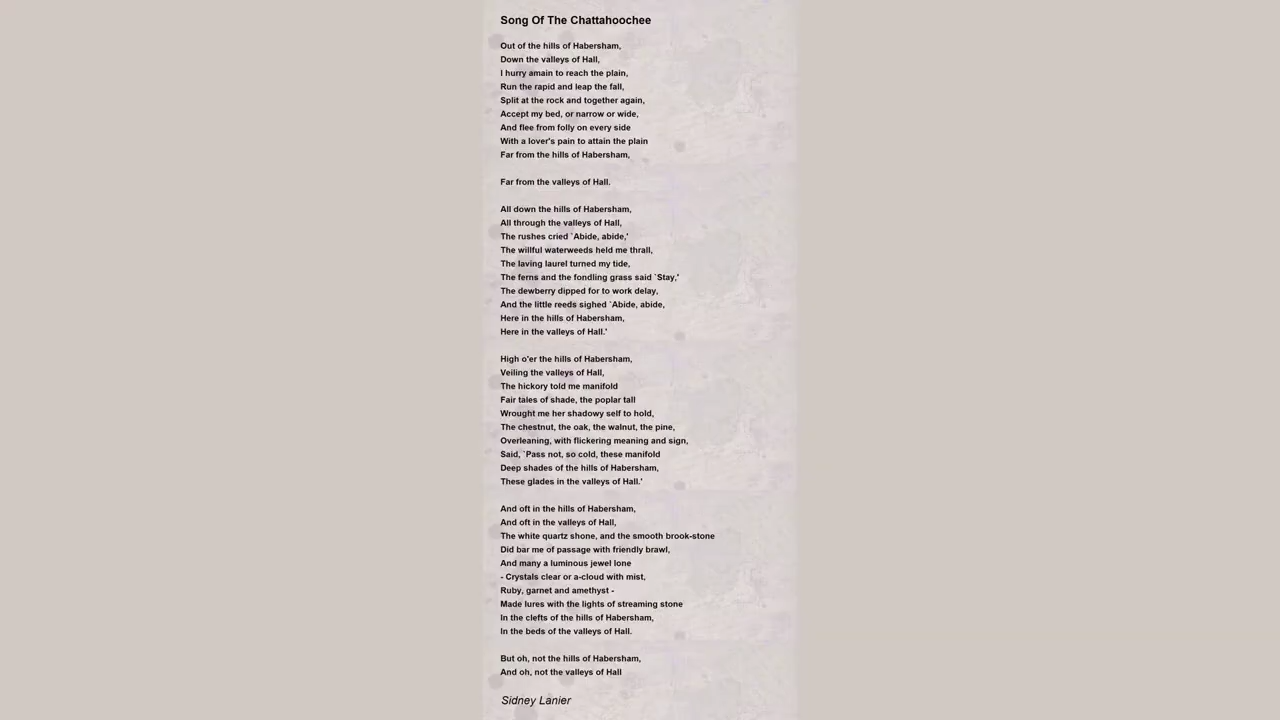 Song Of The Chattahoochee
Out of the hills of Habersham,
Down the valleys of Hall,
I hurry amain to reach the plain,
Run the rapid and leap the fall,
Split at the rock and together again,
Accept my bed, or narrow or wide,
And flee from folly on every side
With a lover's pain to attain the plain
Far from the hills of Habersham,
Far from the valleys of Hall.
All down the hills of Habersham,
All through the valleys of Hall,
The rushes cried `Abide, abide,'
The willful waterweeds held me thrall,
The laving laurel turned my tide,
The ferns and the fondling grass said `Stay,'
The dewberry dipped for to work delay,
And the little reeds sighed `Abide, abide,
Here in the hills of Habersham,
Here in the valleys of Hall.'
High o'er the hills of Habersham,
Veiling the valleys of Hall,
The hickory told me manifold
Fair tales of shade, the poplar tall
Wrought me her shadowy self to hold,
The chestnut, the oak, the walnut, the pine,
Overleaning, with flickering meaning and sign,
Said, `Pass not, so cold, these manifold
Deep shades of the hills of Habersham,
These glades in the valleys of Hall.'
And oft in the hills of Habersham,
And oft in the valleys of Hall,
The white quartz shone, and the smooth brook-stone
Did bar me of passage with friendly brawl,
And many a luminous jewel lone
- Crystals clear or a-cloud with mist,
Ruby, garnet and amethyst -
Made lures with the lights of streaming stone
In the clefts of the hills of Habersham,
In the beds of the valleys of Hall.
But oh, not the hills of Habersham,
And oh, not the valleys of Hall
Sidney Lanier